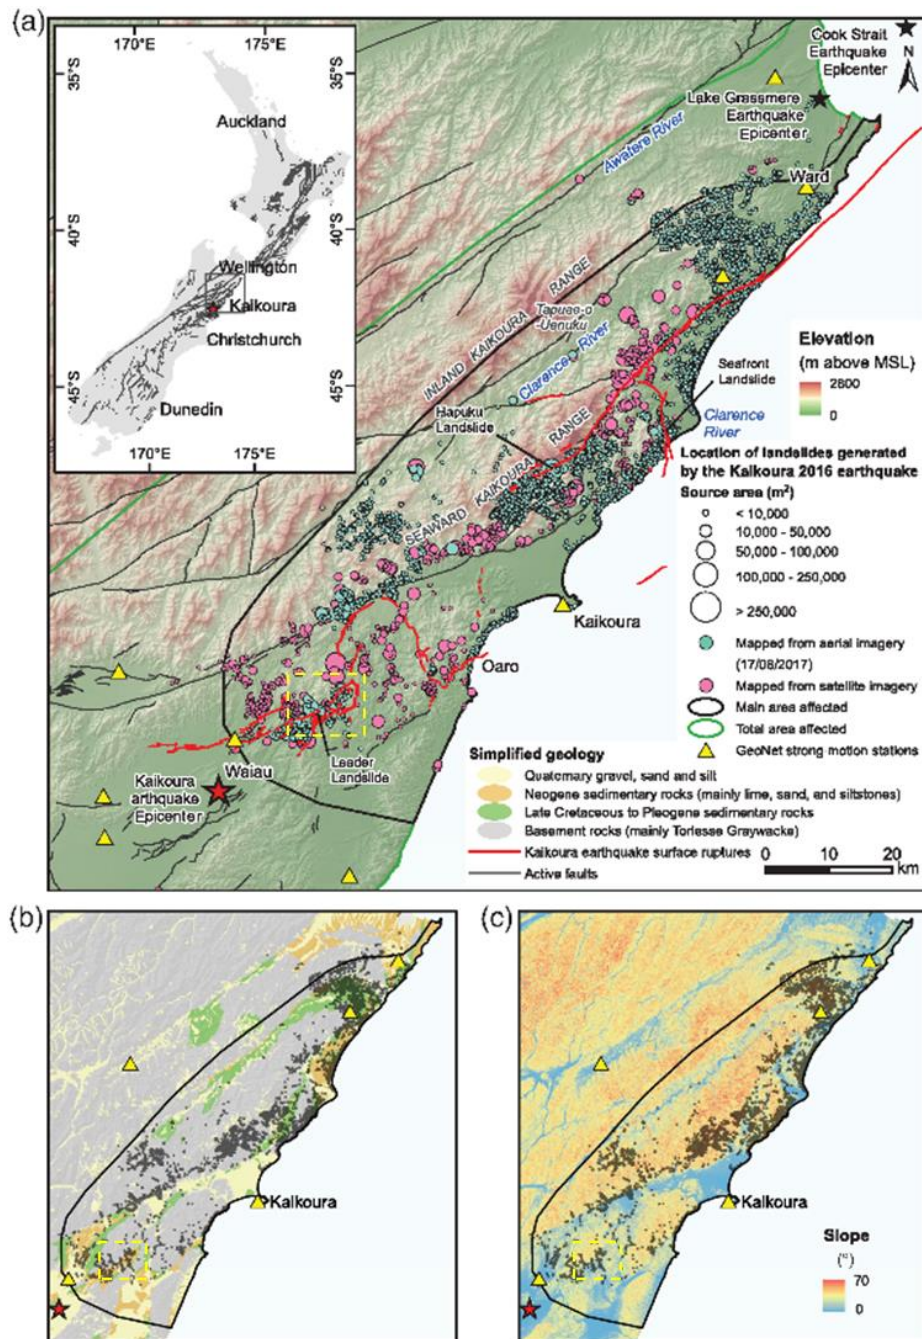 (a)
170°E 175°E
35°S
40°S
45°S
35°S
40°S
45°S
Auckland
Wellington
Kaikoura
Christchurch
Dunedin
170°E 175°E
Cook Strait
Earthquake
Epicenter
N
Lake Grassmere
Earthquake
Epicenter
Awatere River
Ward
INLAND KAIKOURA RANGE
Tapuae-o
-Uenuku
Clarence River
Hapuku
Landslide
SEAWARD KAIKOURA RANGE
Seafront
Landslide
Clarence
River
Kaikoura
Oaro
Leader
Landslide
Waiau
Kaikoura
arthquake
Epicenter
Elevation
(m above MSL)
2600
0
Location of landslides generated
by the Kaikoura 2016 earthquake
Source area (m²)
< 10,000
10,000 - 50,000
50,000 - 100,000
100,000 - 250,000
> 250,000
Mapped from aerial imagery
(17/08/2017)
Mapped from satellite imagery
Main area affected
Total area affected
GeoNet strong motion stations
Simplified geology
Quaternary gravel, sand and silt
Neogene sedimentary rocks (mainly lime, sand, and siltstones)
Late Cretaceous to Pleogene sedimentary rocks
Basement rocks (mainly Torlesse Graywacke)
Kaikoura earthquake surface ruptures
Active faults
0 10 20
km
(b)
Kaikoura
(c)
Kaikoura
Slope
(°)
70
0